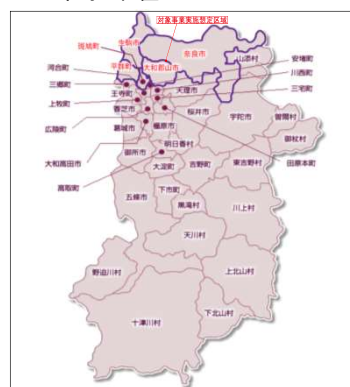 対象事業実施想定区域
生駒市
奈良市
斑鳩町
平群町
大和郡山市
山添村
安堵町
河合町
川西町
三郷町
天理市
三宅町
王寺町
上牧町
香芝市
桜井市
宇陀市
曽爾村
広陵町
葛城市
橿原市
御杖村
明日香村
大和高田市
御所市
田原本町
高取町
大淀町
吉野町
東吉野村
五條市
下市町
黒滝村
川上村
天川村
野迫川村
上北山村
下北山村
十津川村